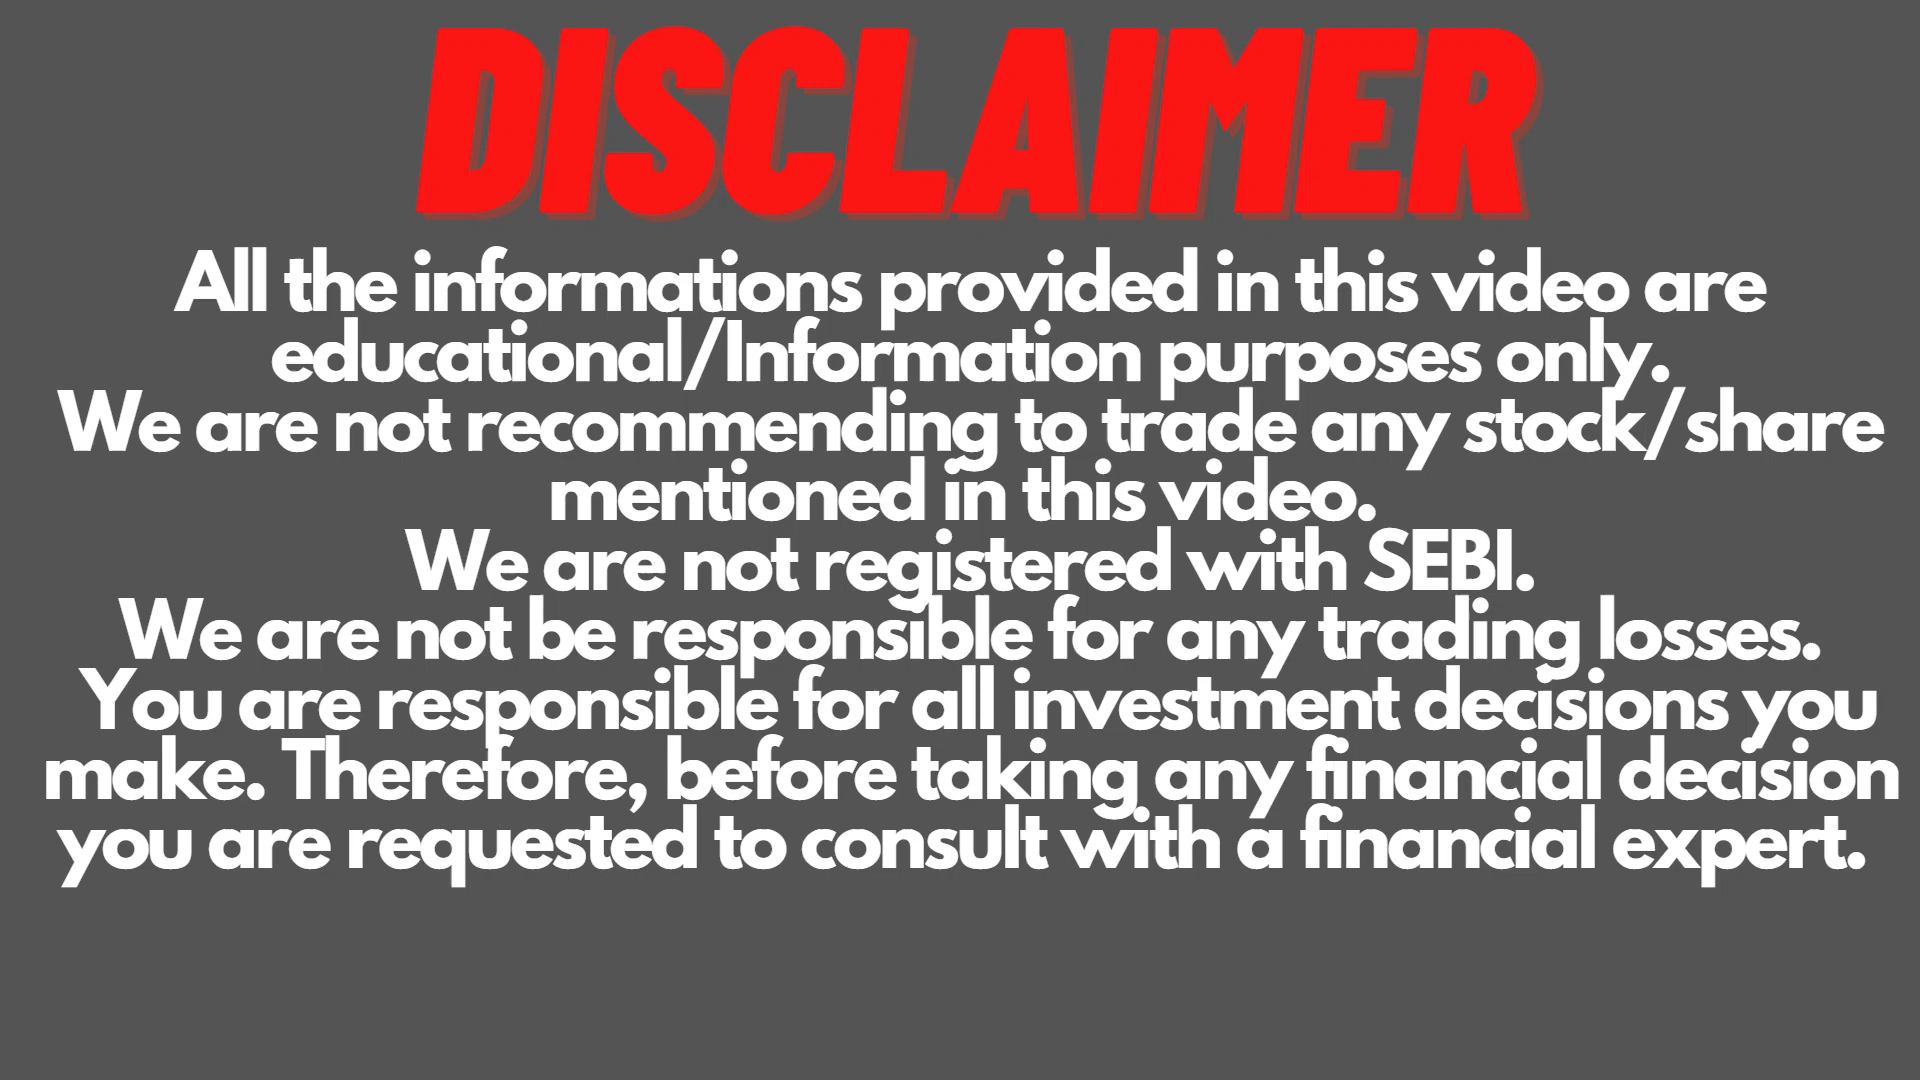 DISCLAIMER
All the informations provided in this video are
educational/Information purposes only.
We are not recommending to trade any stock/share
mentioned in this video.
We are not registered with SEBI.
We are not be responsible for any trading losses.
You are responsible for all investment decisions you
make. Therefore, before taking any financial decision
you are requested to consult with a financial expert.